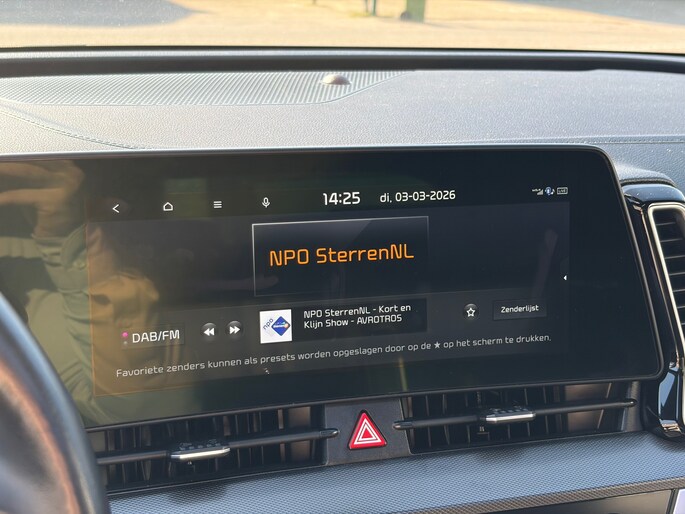 14:25 di, 03-03-2026
NPO SterrenNL
NPO SterrenNL - Kort en
Klijn Show - AVROTROS
npo
DAB/FM
Zenderlijst
Favoriete zenders kunnen als presets worden opgeslagen door op de ★ op het scherm te drukken.